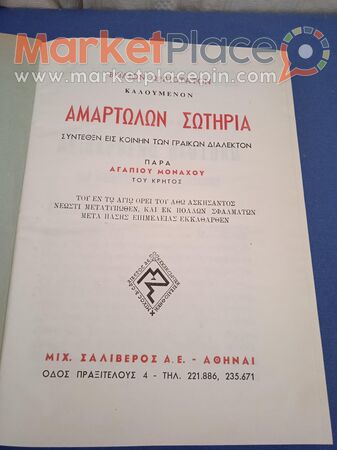 MarketPlace
www.marketplacepin.com
ΚΑΛΟΥΜΕΝΟΝ
ΑΜΑΡΤΩΛΩΝ ΣΩΤΗΡΙΑ
ΣΥΝΤΕΘΕΝ ΕΙΣ ΚΟΙΝΗΝ ΤΩΝ ΓΡΑΙΚΩΝ ΔΙΑΛΕΚΤΟΝ
ΠΑΡΑ
ΑΓΑΠΙΟΥ ΜΟΝΑΧΟΥ
ΤΟΥ ΚΡΗΤΟΣ
ΤΟΥ ΕΝ ΤΩ ΑΓΙΩ ΟΡΕΙ ΤΟΥ ΑΘΩ ΑΣΚΗΣΑΝΤΟΣ
ΝΕΩΣΤΙ ΜΕΤΑΤΥΠΩΘΕΝ, ΚΑΙ ΕΚ ΠΟΛΛΩΝ ΣΦΑΛΜΑΤΩΝ
ΜΕΤΑ ΠΑΣΗΣ ΕΠΙΜΕΛΕΙΑΣ ΕΚΚΑΘΑΡΘΕΝ
ΜΙΧ. ΣΑΛΙΒΕΡΟΣ Α.Ε. - ΑΘΗΝΑΙ
ΟΔΟΣ ΠΡΑΞΙΤΕΛΟΥΣ 4 - ΤΗΛ. 221.886, 235.671